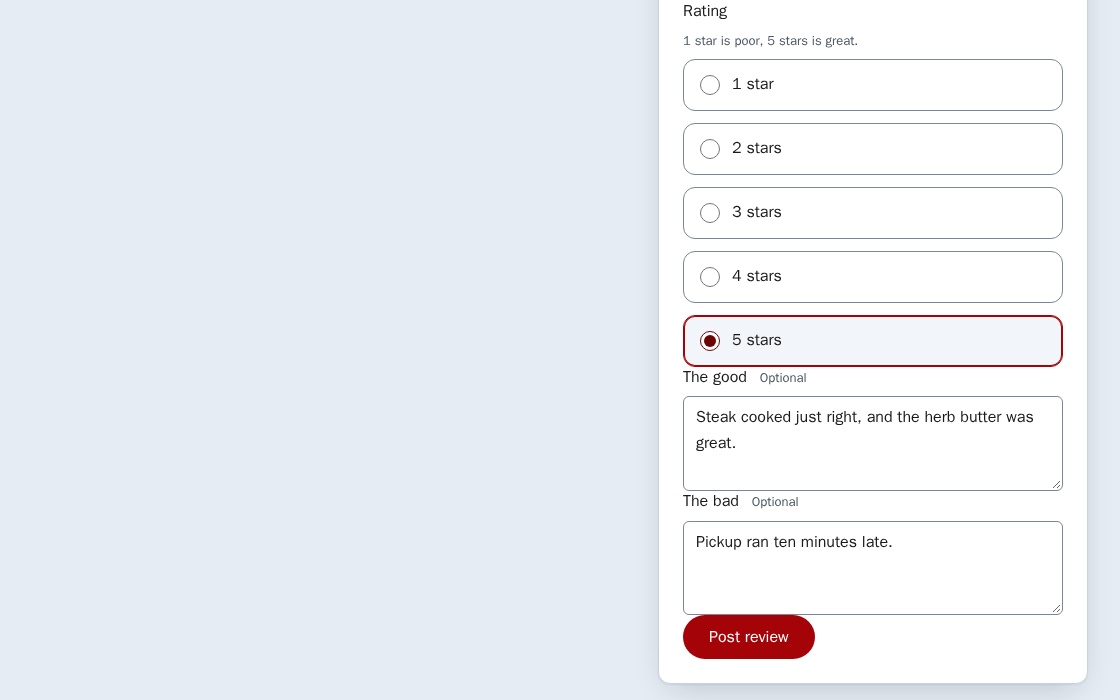 Rating
1 star is poor, 5 stars is great.
1 star
2 stars
3 stars
4 stars
5 stars
The good Optional
Steak cooked just right, and the herb butter was
great.
The bad Optional
Pickup ran ten minutes late.
Post review